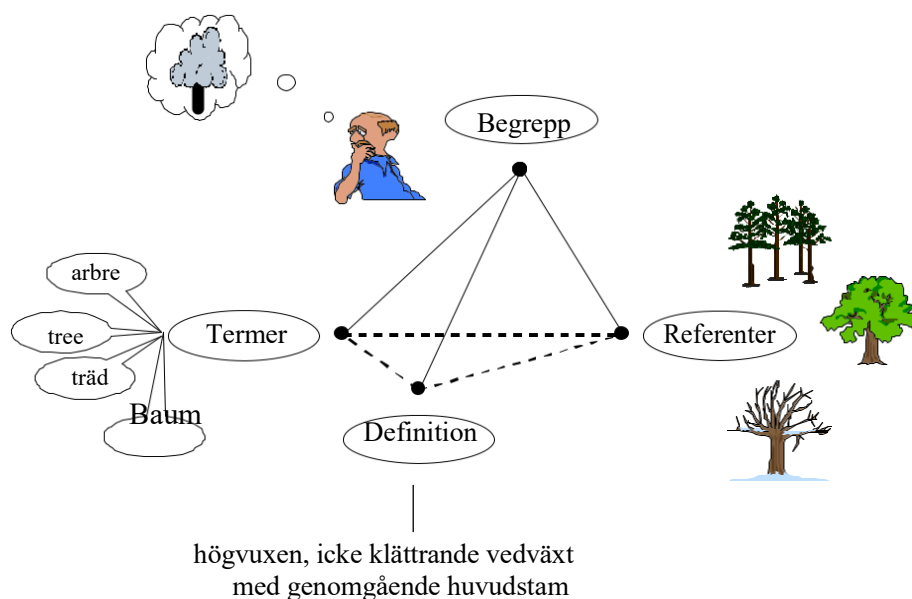 Begrepp
arbre
tree
Termer
Referenter
träd
Baum
Definition
högvuxen, icke klättrande vedväxt
med genomgående huvudstam